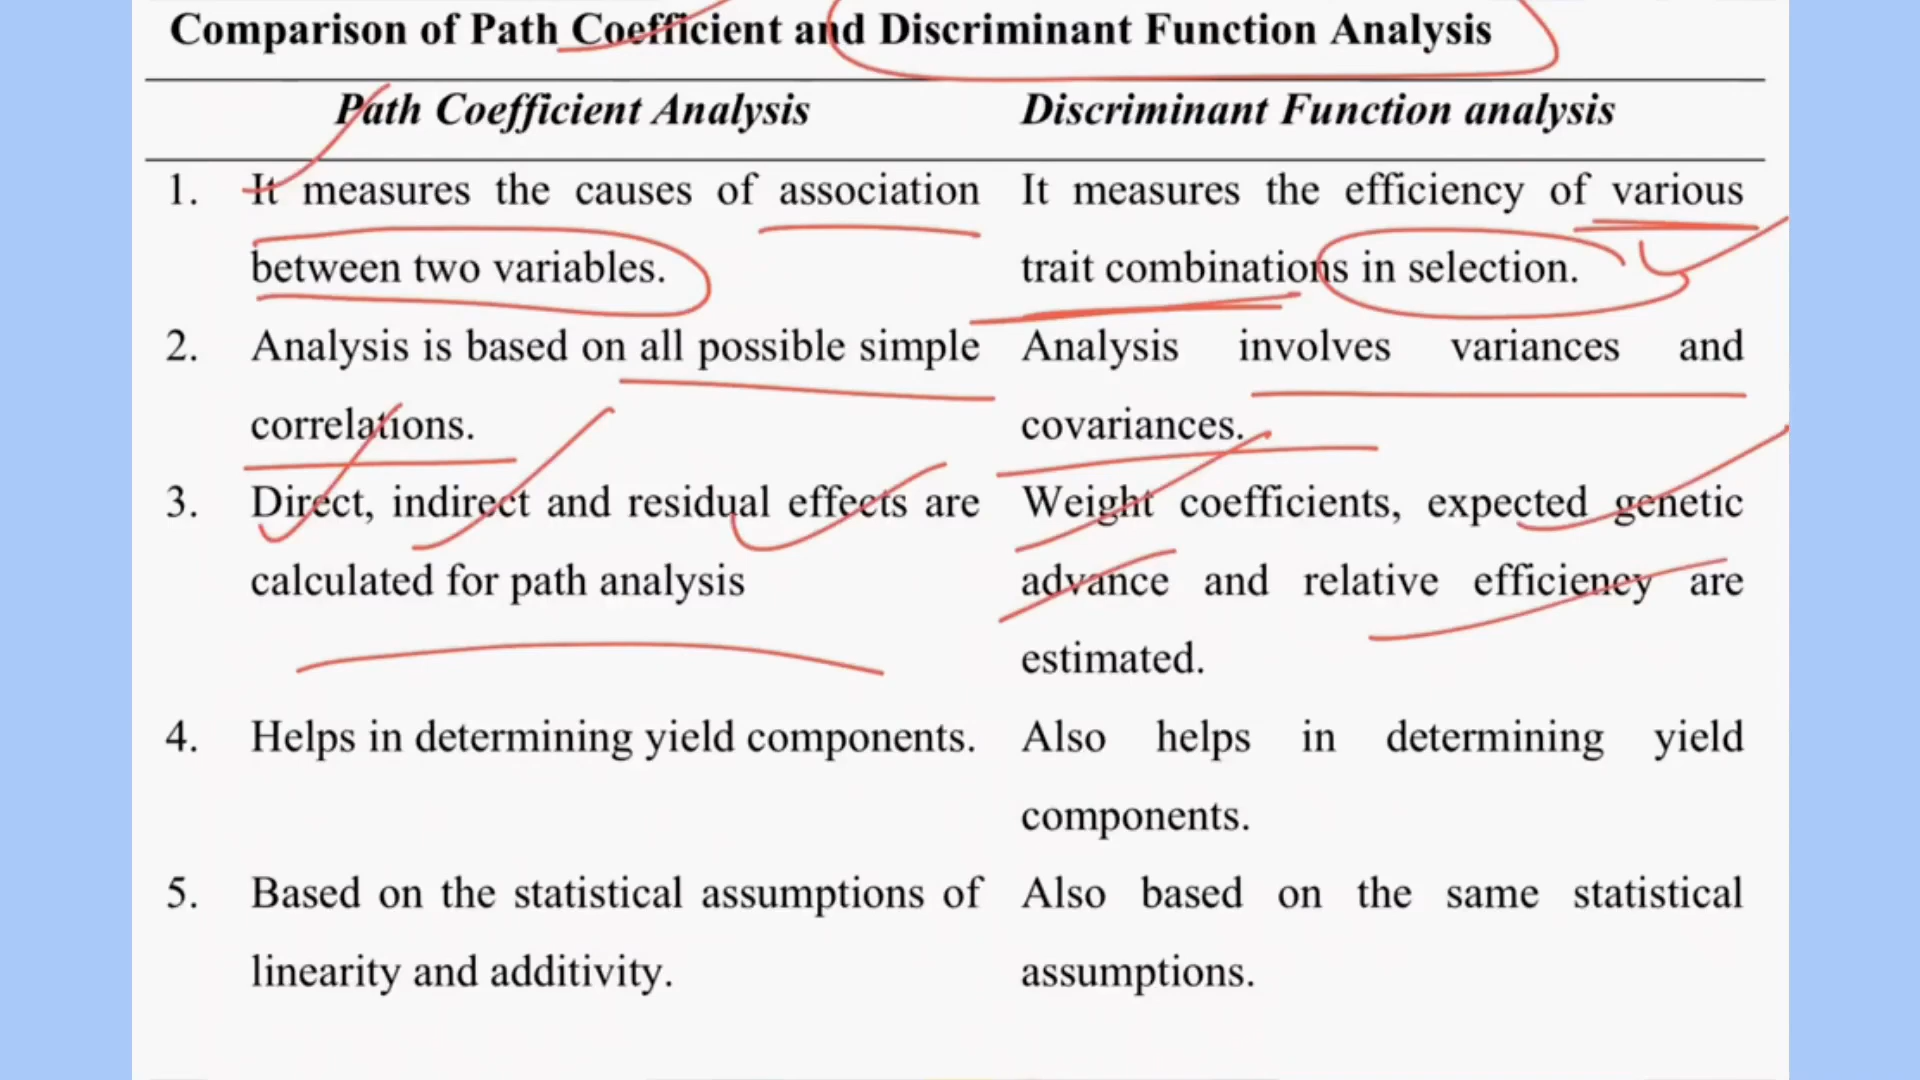 Comparison of Path Coefficient and Discriminant Function Analysis
Path Coefficient Analysis
Discriminant Function analysis
1. It measures the causes of association
between two variables.
It measures the efficiency of various
trait combinations in selection.
2. Analysis is based on all possible simple
correlations.
Analysis involves variances and
covariances.
3. Direct, indirect and residual effects are
calculated for path analysis
Weight coefficients, expected genetic
advance and relative efficiency are
estimated.
4. Helps in determining yield components.
Also helps in determining yield
components.
5. Based on the statistical assumptions of
linearity and additivity.
Also based on the same statistical
assumptions.